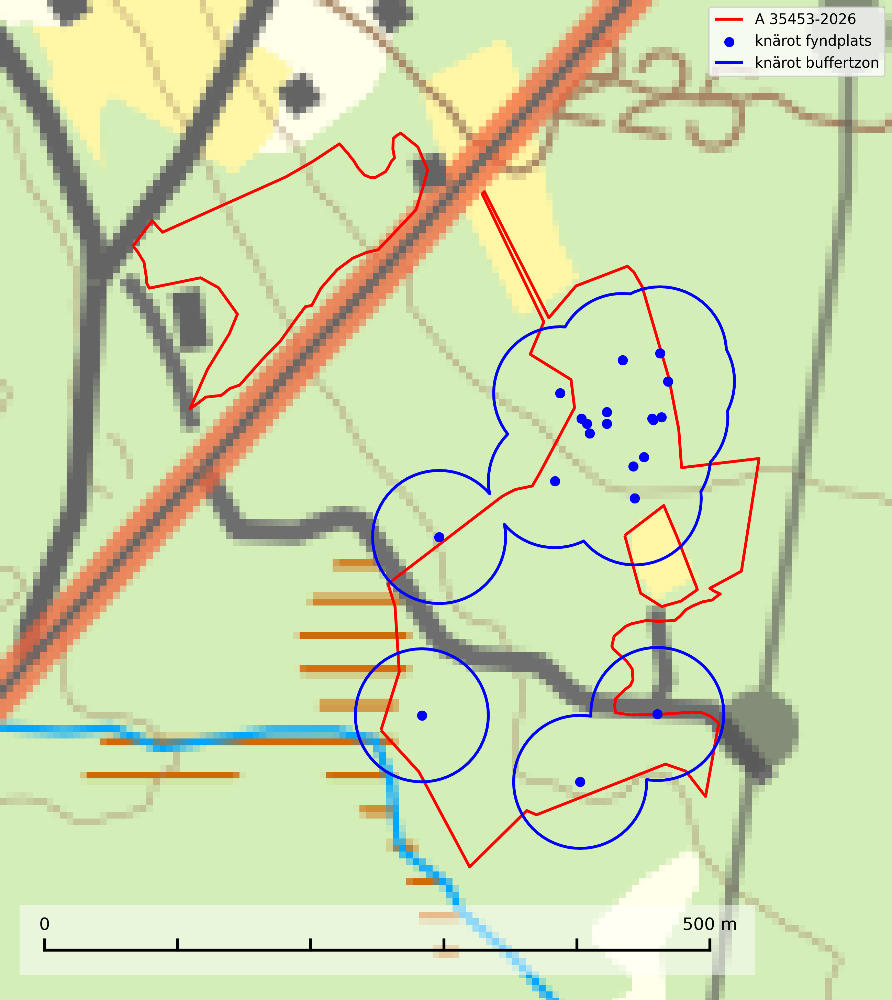 A 35453-2026
knärot fyndplats
knärot buffertzon
0
500 m